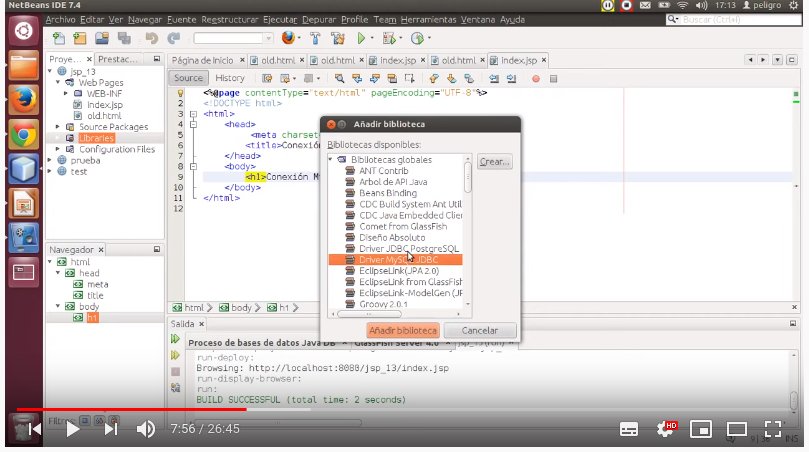 NetBeans IDE 7.4
17:13 peligro
Archivo Editar Ver Navegar Fuente Reestructurar Ejecutar Depurar Profile Team Herramientas Ventana Ayuda
Buscar (Ctrl+I)
Proye... × Prestac...
Página de Inicio × old.html × old.html × index.jsp × old.html × index.jsp ×
jsp_13
Web Pages
WEB-INF
index.jsp
old.html
Source Packages
Libraries
Configuration Files
prueba
test
Source History
<%@page contentType="text/html" pageEncoding="UTF-8"%>
2 <!DOCTYPE html>
3 <html>
4 <head>
5 <meta charset
6 <title>Conexión
7 </head>
8 <body>
9 <h1>Conexión M
10 </body>
11 </html>
12
Añadir biblioteca
Bibliotecas disponibles:
Bibliotecas globales
ANT Contrib
Arbol de API Java
Beans Binding
CDC Build System Ant Util
CDC Java Embedded Clien
Comet from GlassFish
Diseño Absoluto
Driver JDBC PostgreSQL
Driver MySQL JDBC
EclipseLink(JPA 2.0)
EclipseLink from GlassFish
EclipseLink-ModelGen (JP
Groovy 2.0.1
Crear...
Añadir biblioteca Cancelar
Navegador ×
html
head
meta
title
body
h1
html body h1
Salida ×
Proceso de bases de datos Java DB × GlassFish Server 4.0 × jsp_13 (run) ×
run-deploy:
Browsing: http://localhost:8080/jsp_13/index.jsp
run-display-browser:
run:
BUILD SUCCESSFUL (total time: 2 seconds)
Filtros:
7:56 / 26:45
HD
9 | 36 INS